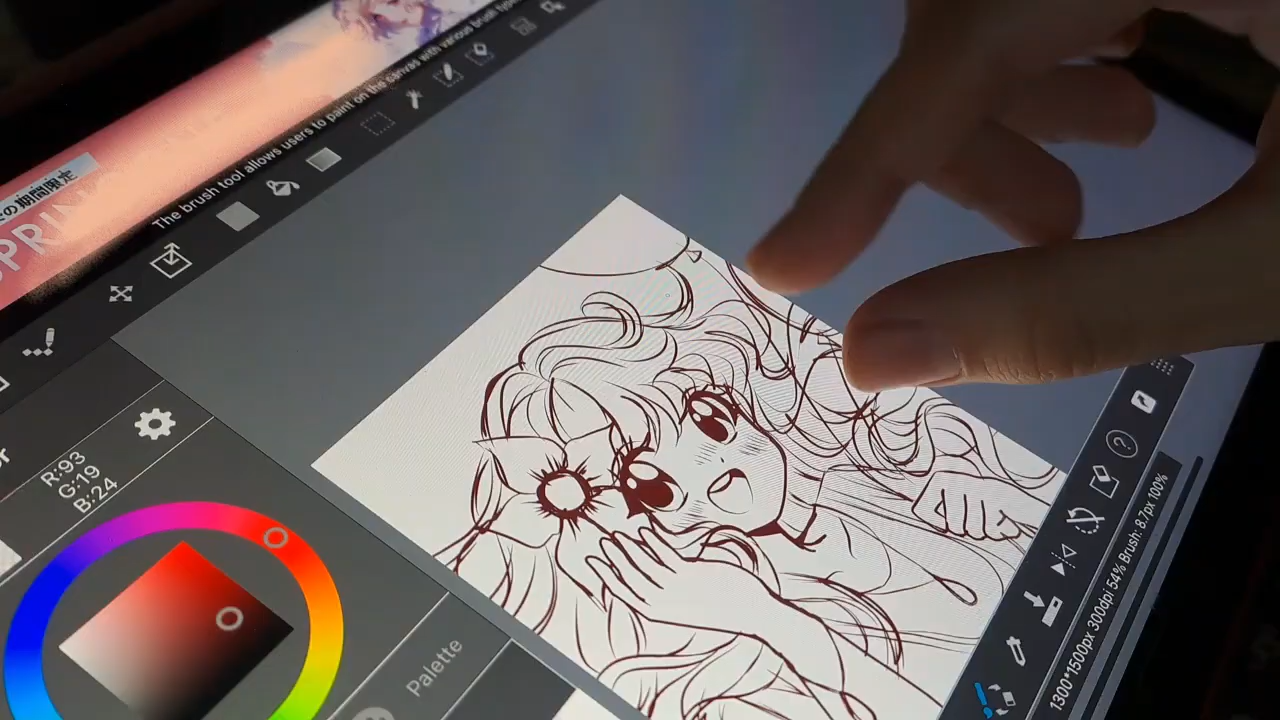 の期間限定
The brush tool allows users to paint on the canvas with various brush
R:93
G:19
B:24
Palette
1300*1500px 300dpi 54% Brush: 8.7px 100%